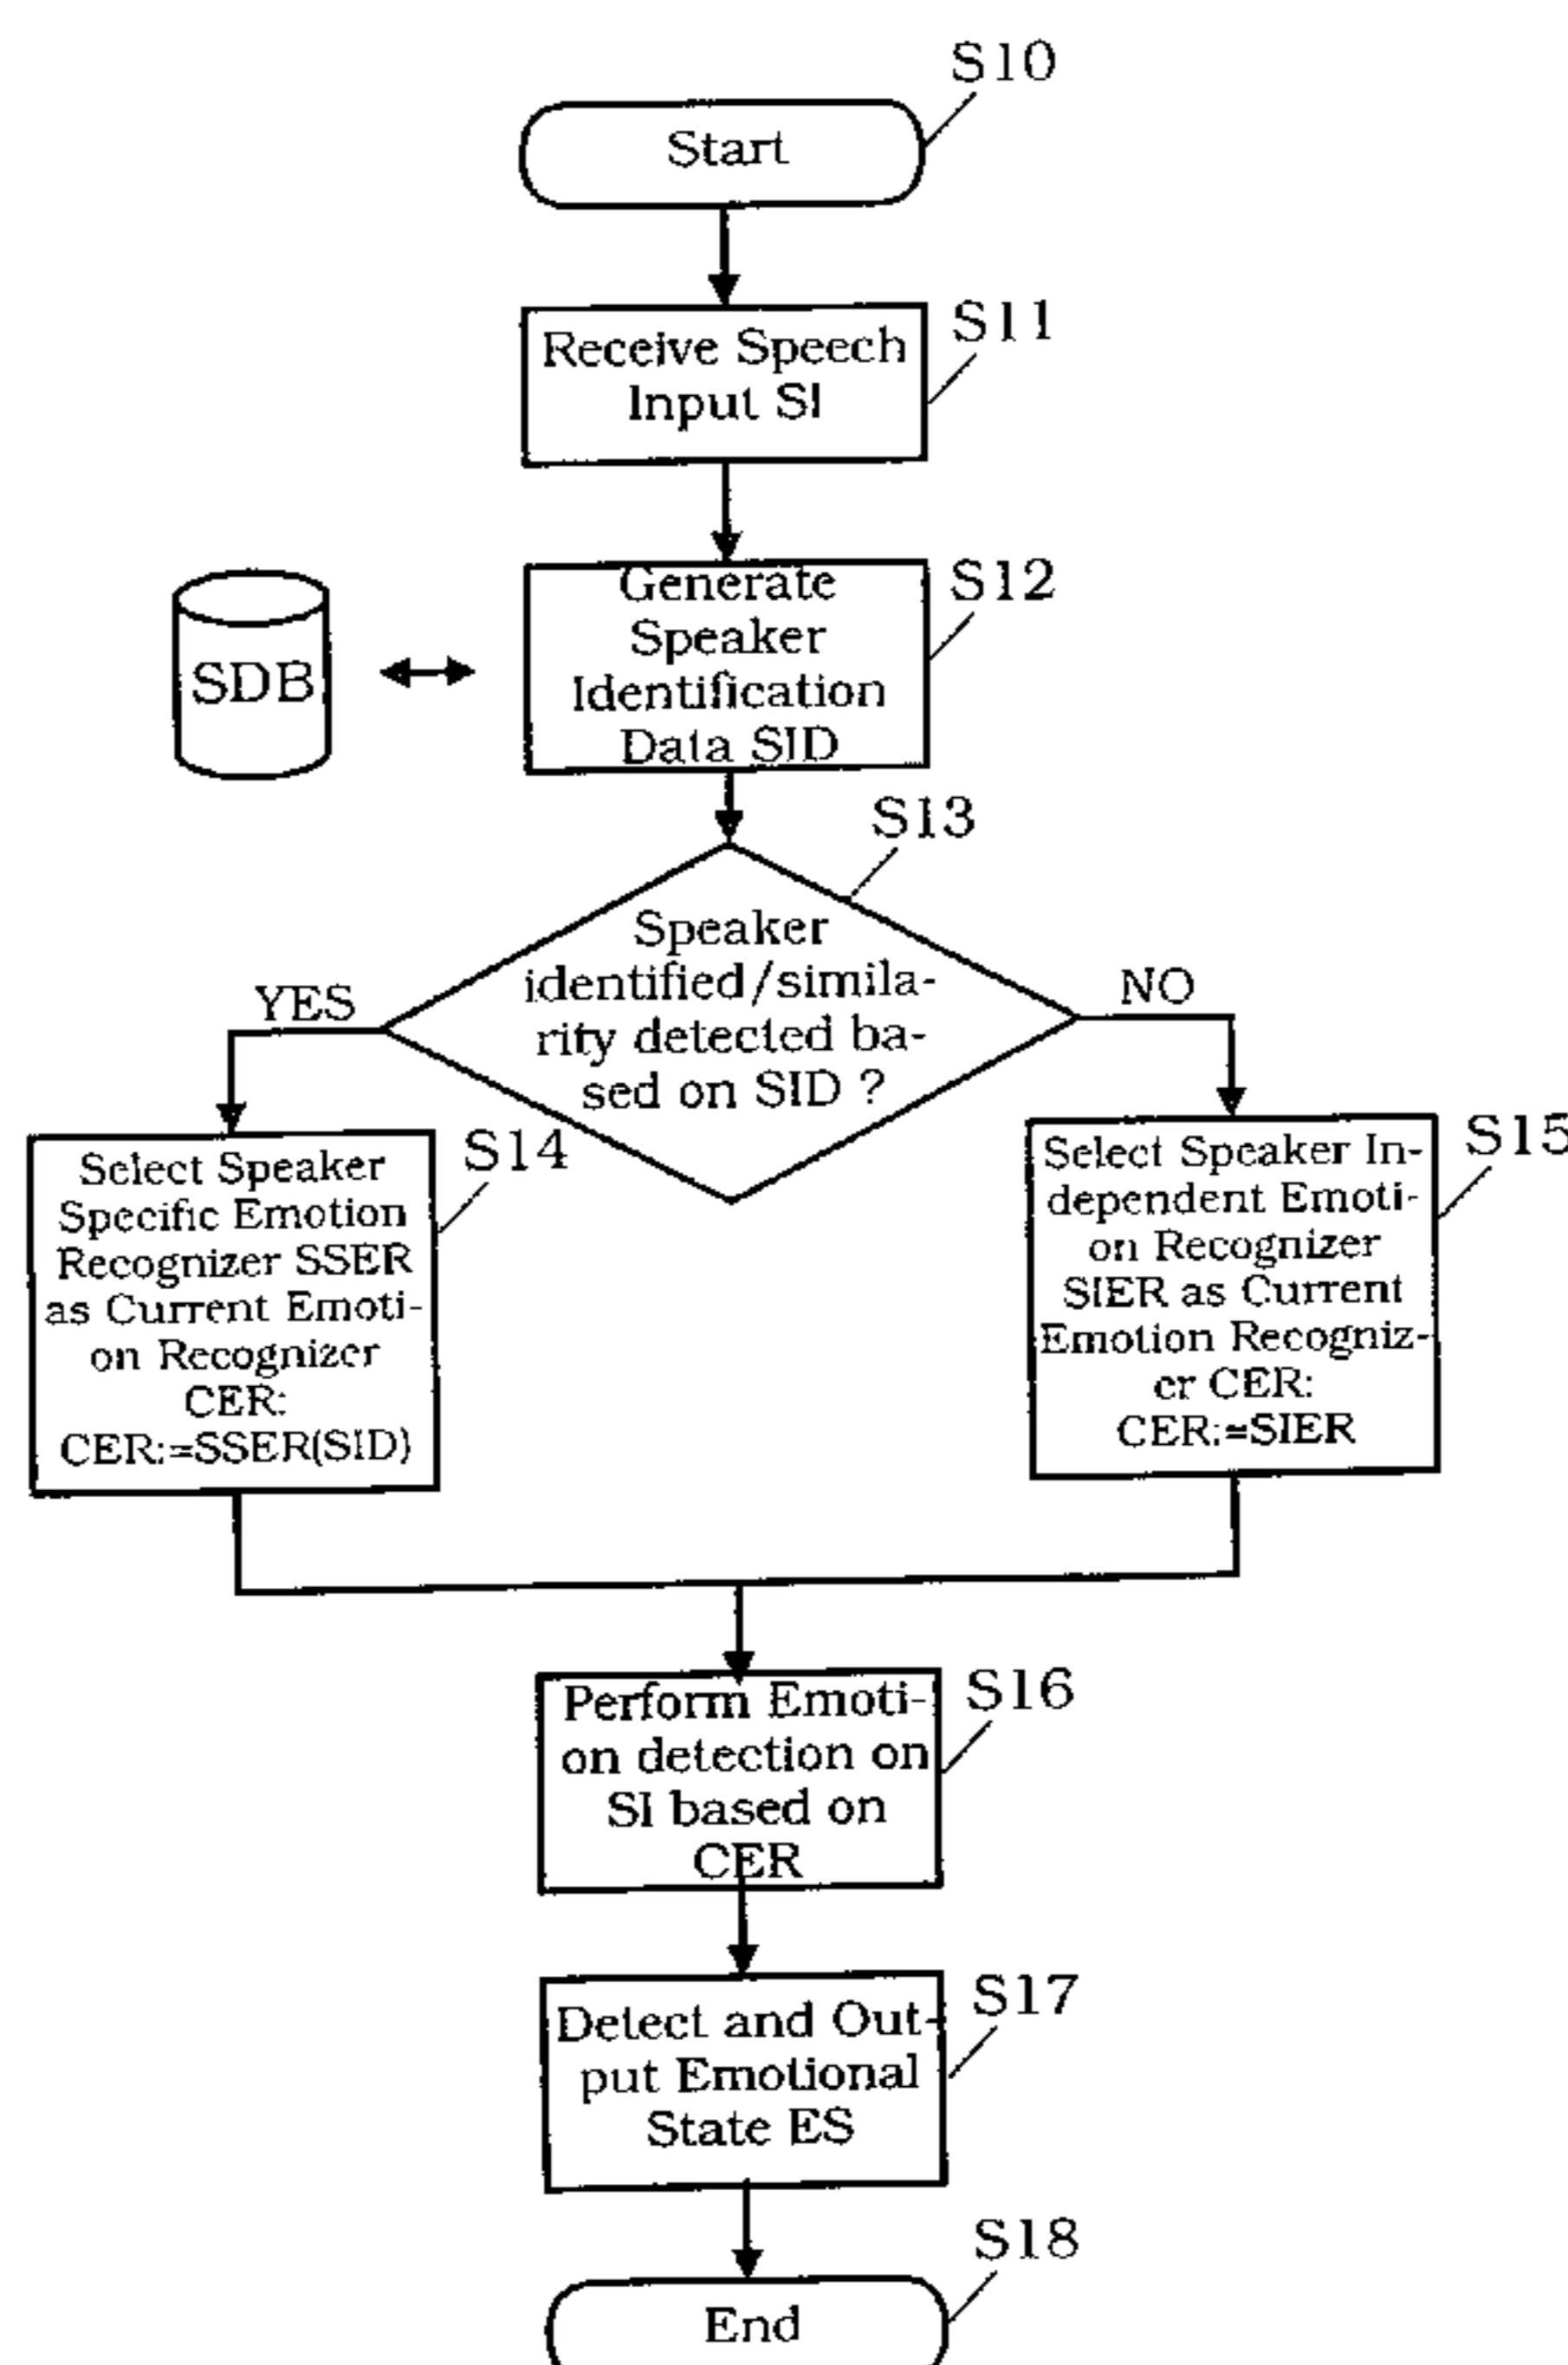 S10
Start
S11
Receive Speech
Input SI
S12
Generate
Speaker
Identification
Data SID
SDB
S13
Speaker
identified/simila-
rity detected ba-
sed on SID ?
YES
NO
S14
Select Speaker
Specific Emotion
Recognizer SSER
as Current Emoti-
on Recognizer
CER:
CER:=SSER(SID)
S15
Select Speaker In-
dependent Emoti-
on Recognizer
SIER as Current
Emotion Recogniz-
er CER:
CER:=SIER
S16
Perform Emoti-
on detection on
SI based on
CER
S17
Detect and Out-
put Emotional
State ES
S18
End